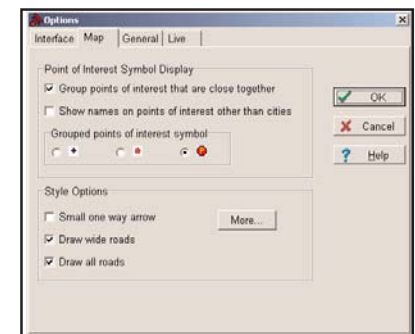 Options
Interface Map General Live
Point of Interest Symbol Display
Group points of interest that are close together
Show names on points of interest other than cities
Grouped points of interest symbol
OK
Cancel
Help
Style Options
Small one way arrow
More...
Draw wide roads
Draw all roads